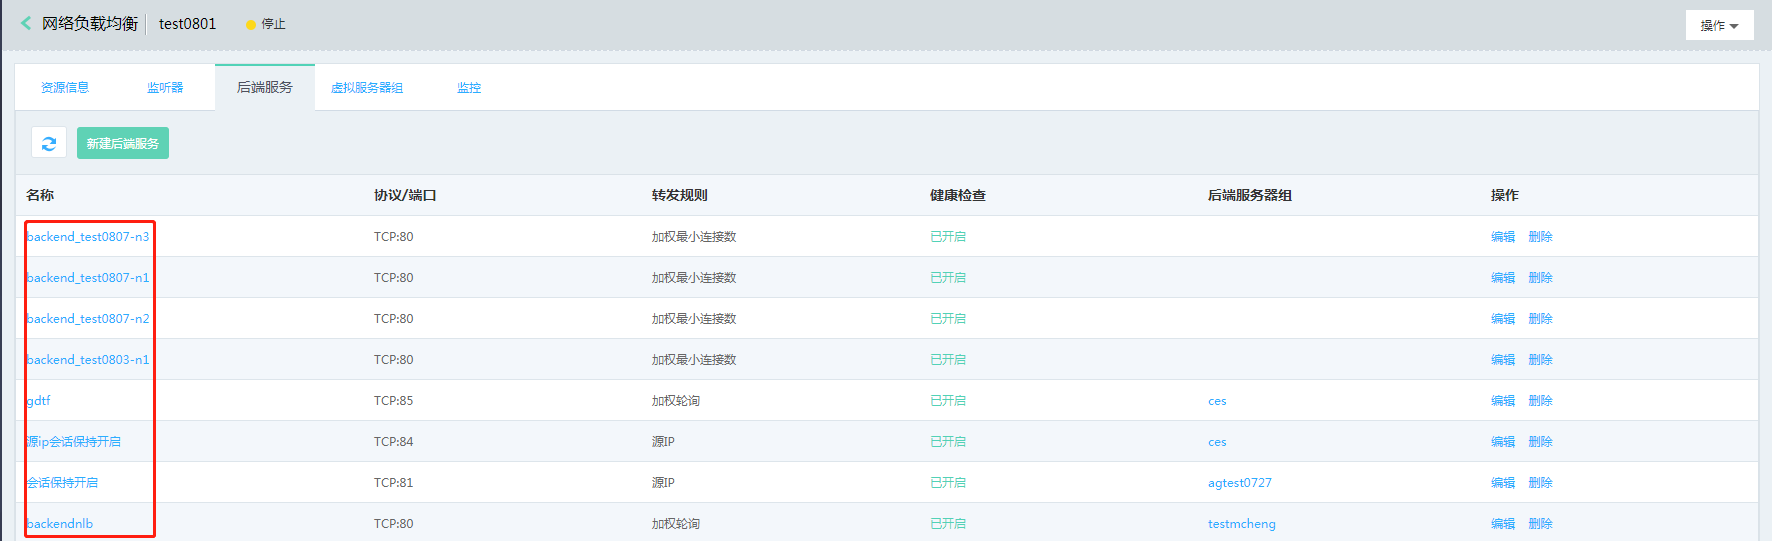 网络负载均衡 test0801 停止 操作
资源信息 监听器 后端服务 虚拟服务器组 监控
新建后端服务
名称 协议/端口 转发规则 健康检查 后端服务器组 操作
backend_test0807-n3 TCP:80 加权最小连接数 已开启 编辑 删除
backend_test0807-n1 TCP:80 加权最小连接数 已开启 编辑 删除
backend_test0807-n2 TCP:80 加权最小连接数 已开启 编辑 删除
backend_test0803-n1 TCP:80 加权最小连接数 已开启 编辑 删除
gdtf TCP:85 加权轮询 已开启 ces 编辑 删除
源ip会话保持开启 TCP:84 源IP 已开启 ces 编辑 删除
会话保持开启 TCP:81 源IP 已开启 agtest0727 编辑 删除
backendnlb TCP:80 加权轮询 已开启 testmcheng 编辑 删除